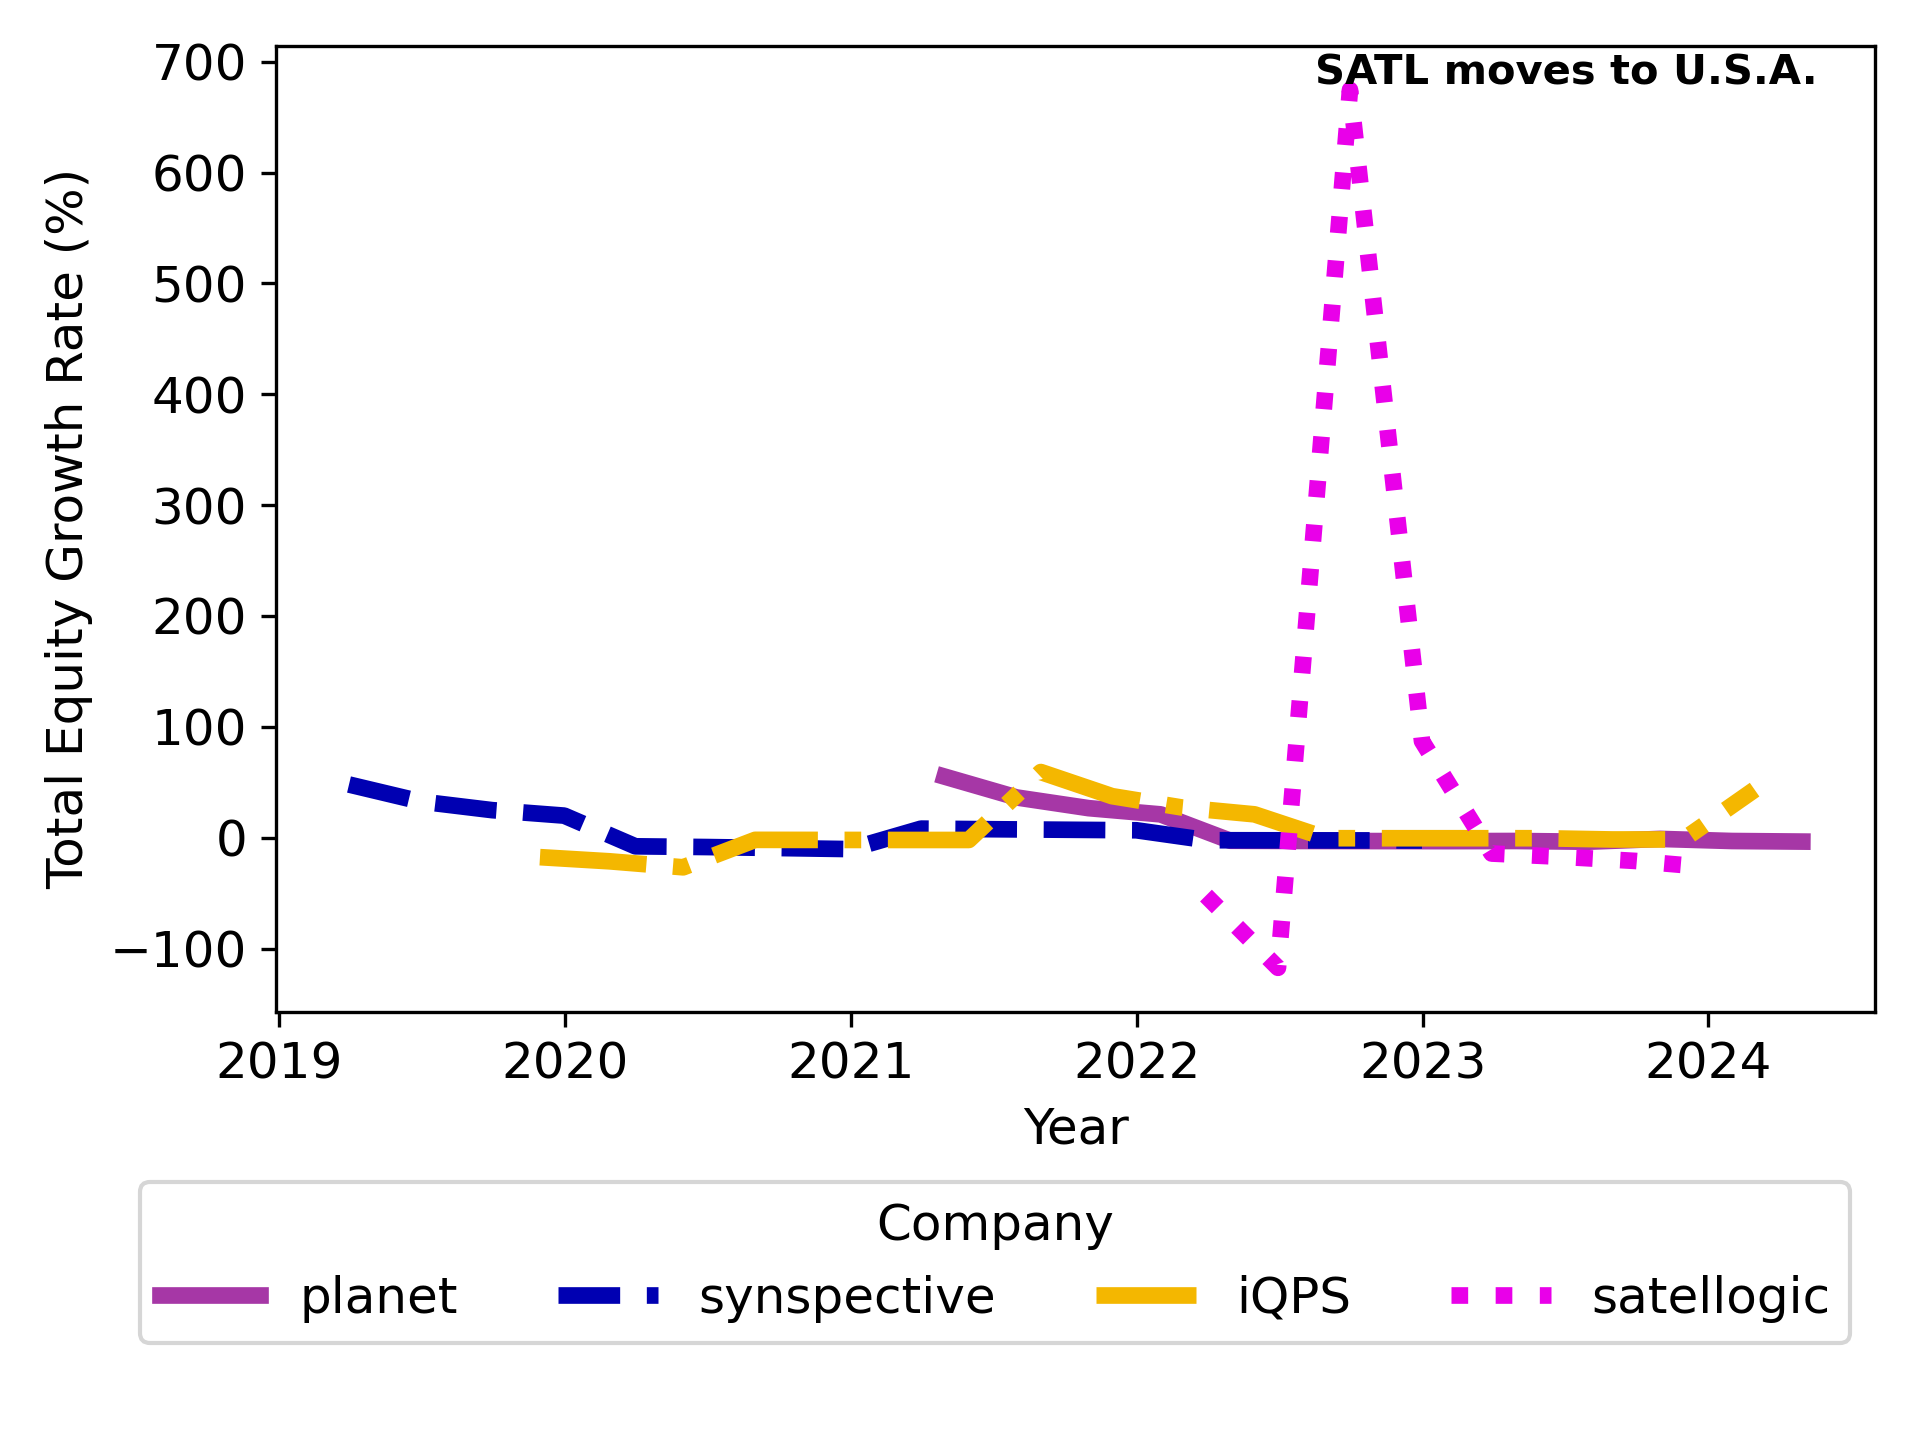 SATL moves to U.S.A.
700
600
500
400
300
200
100
0
−100
Total Equity Growth Rate (%)
2019 2020 2021 2022 2023 2024
Year
Company
planet synspective iQPS satellogic